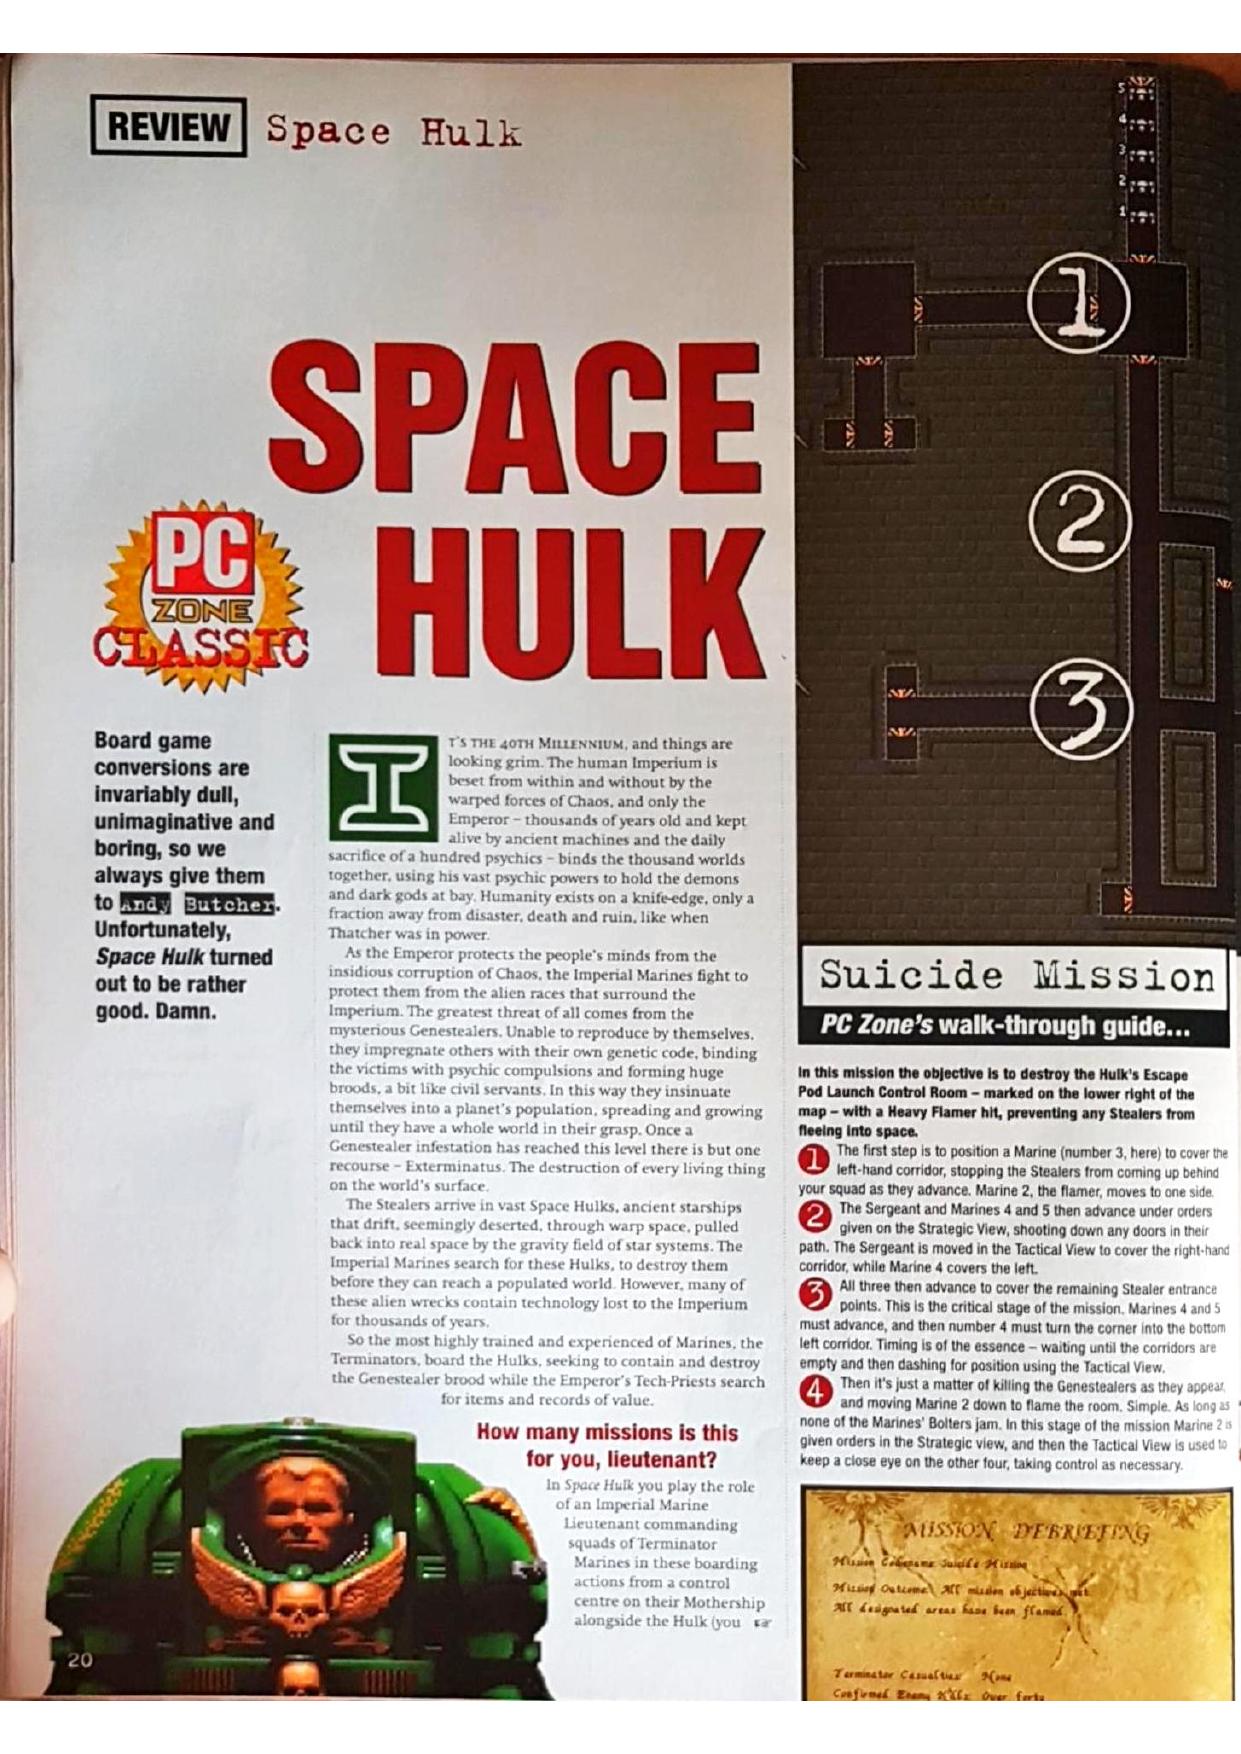 REVIEW Space Hulk
SPACE
HULK
PC
ZONE
CLASSIC
Board game
conversions are
invariably dull,
unimaginative and
boring, so we
always give them
to Andy Butcher.
Unfortunately,
Space Hulk turned
out to be rather
good. Damn.
IT'S THE 40TH MILLENNIUM, and things are
looking grim. The human Imperium is
beset from within and without by the
warped forces of Chaos, and only the
Emperor – thousands of years old and kept
alive by ancient machines and the daily
sacrifice of a hundred psychics – binds the thousand worlds
together, using his vast psychic powers to hold the demons
and dark gods at bay. Humanity exists on a knife-edge, only a
fraction away from disaster, death and ruin, like when
Thatcher was in power.
As the Emperor protects the people's minds from the
insidious corruption of Chaos, the Imperial Marines fight to
protect them from the alien races that surround the
Imperium. The greatest threat of all comes from the
mysterious Genestealers. Unable to reproduce by themselves,
they impregnate others with their own genetic code, binding
the victims with psychic compulsions and forming huge
broods, a bit like civil servants. In this way they insinuate
themselves into a planet's population, spreading and growing
until they have a whole world in their grasp. Once a
Genestealer infestation has reached this level there is but one
recourse – Exterminatus. The destruction of every living thing
on the world's surface.
The Stealers arrive in vast Space Hulks, ancient starships
that drift, seemingly deserted, through warp space, pulled
back into real space by the gravity field of star systems. The
Imperial Marines search for these Hulks, to destroy them
before they can reach a populated world. However, many of
these alien wrecks contain technology lost to the Imperium
for thousands of years.
So the most highly trained and experienced of Marines, the
Terminators, board the Hulks, seeking to contain and destroy
the Genestealer brood while the Emperor's Tech-Priests search
for items and records of value.
How many missions is this
for you, lieutenant?
In Space Hulk you play the role
of an Imperial Marine
Lieutenant commanding
squads of Terminator
Marines in these boarding
actions from a control
centre on their Mothership
alongside the Hulk (you ☞
20
5
4
3
2
1
1
2
3
Suicide Mission
PC Zone's walk-through guide...
In this mission the objective is to destroy the Hulk's Escape
Pod Launch Control Room – marked on the lower right of the
map – with a Heavy Flamer hit, preventing any Stealers from
fleeing into space.
1 The first step is to position a Marine (number 3, here) to cover the
left-hand corridor, stopping the Stealers from coming up behind
your squad as they advance. Marine 2, the flamer, moves to one side.
2 The Sergeant and Marines 4 and 5 then advance under orders
given on the Strategic View, shooting down any doors in their
path. The Sergeant is moved in the Tactical View to cover the right-hand
corridor, while Marine 4 covers the left.
3 All three then advance to cover the remaining Stealer entrance
points. This is the critical stage of the mission. Marines 4 and 5
must advance, and then number 4 must turn the corner into the bottom
left corridor. Timing is of the essence – waiting until the corridors are
empty and then dashing for position using the Tactical View.
4 Then it's just a matter of killing the Genestealers as they appear,
and moving Marine 2 down to flame the room. Simple. As long as
none of the Marines' Bolters jam. In this stage of the mission Marine 2 is
given orders in the Strategic view, and then the Tactical View is used to
keep a close eye on the other four, taking control as necessary.
MISSION DEBRIEFING
Mission Codename Suicide Mission
Mission Outcome: All mission objectives met.
All designated areas have been flamed.
Terminator Casualties: None
Confirmed Enemy Kills: Over forty